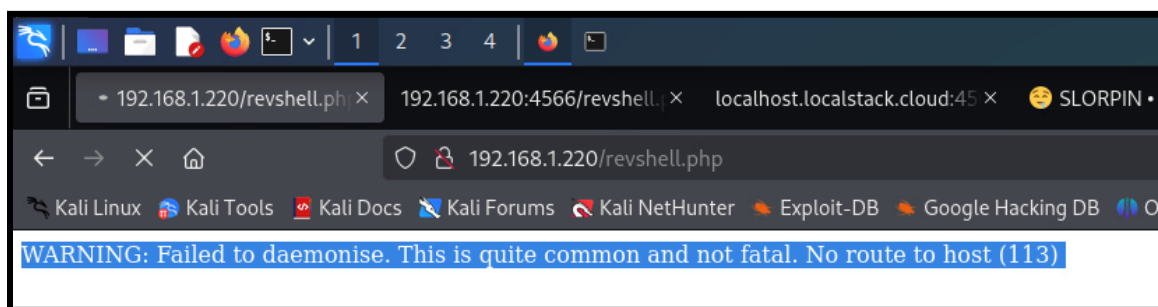 1 2 3 4
192.168.1.220/revshell.ph 192.168.1.220:4566/revshell. localhost.localstack.cloud:45 SLORPIN •
192.168.1.220/revshell.php
Kali Linux Kali Tools Kali Docs Kali Forums Kali NetHunter Exploit-DB Google Hacking DB O
WARNING: Failed to daemonise. This is quite common and not fatal. No route to host (113)